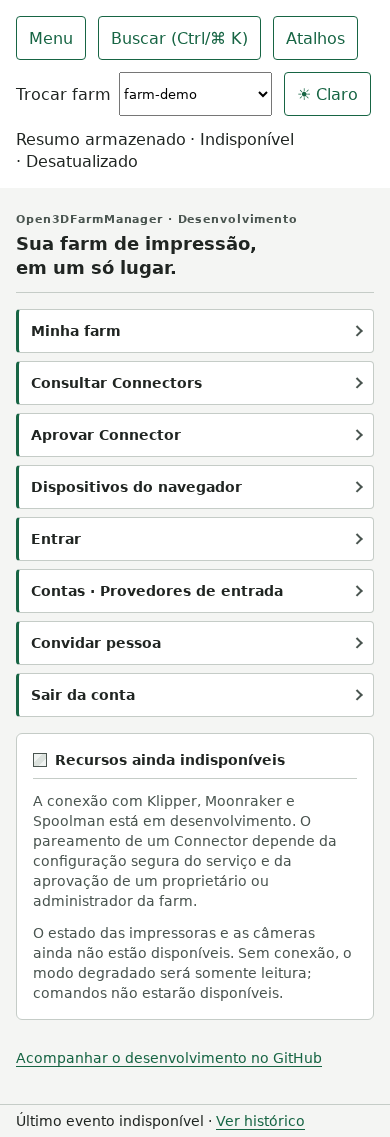 Menu
Buscar (Ctrl/⌘ K)
Atalhos
Trocar farm
farm-demo
☀ Claro
Resumo armazenado · Indisponível
· Desatualizado
Open3DFarmManager · Desenvolvimento
Sua farm de impressão,
em um só lugar.
Minha farm
Consultar Connectors
Aprovar Connector
Dispositivos do navegador
Entrar
Contas · Provedores de entrada
Convidar pessoa
Sair da conta
Recursos ainda indisponíveis
A conexão com Klipper, Moonraker e
Spoolman está em desenvolvimento. O
pareamento de um Connector depende da
configuração segura do serviço e da
aprovação de um proprietário ou
administrador da farm.
O estado das impressoras e as câmeras
ainda não estão disponíveis. Sem conexão, o
modo degradado será somente leitura;
comandos não estarão disponíveis.
Acompanhar o desenvolvimento no GitHub
Último evento indisponível · Ver histórico